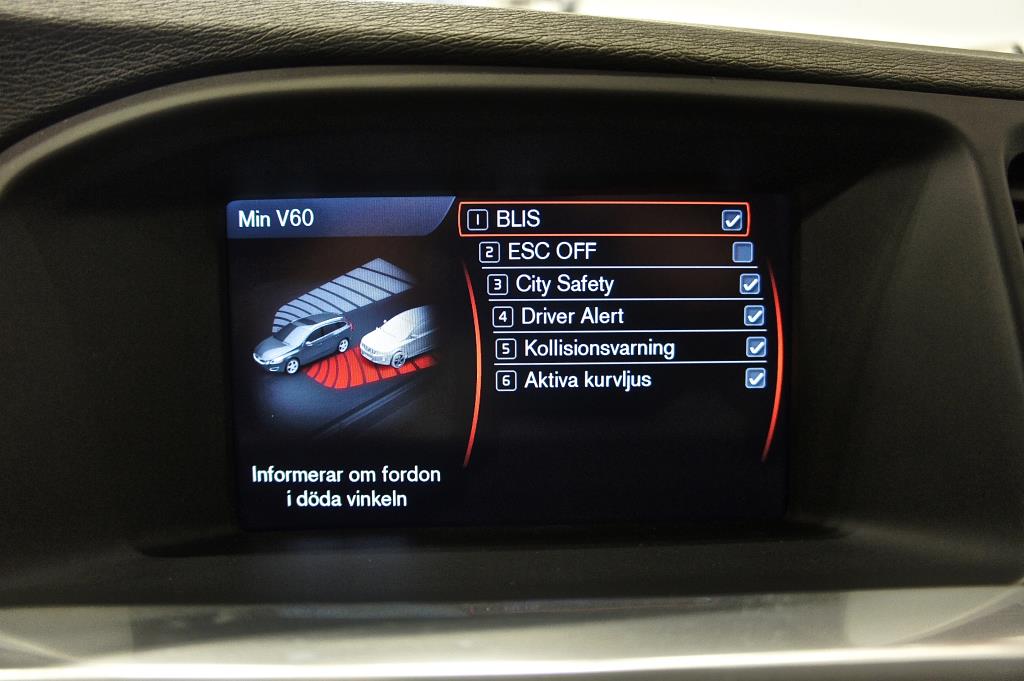 Min V60
1 BLIS
2 ESC OFF
3 City Safety
4 Driver Alert
5 Kollisionsvarning
6 Aktiva kurvljus
Informerar om fordon
i döda vinkeln